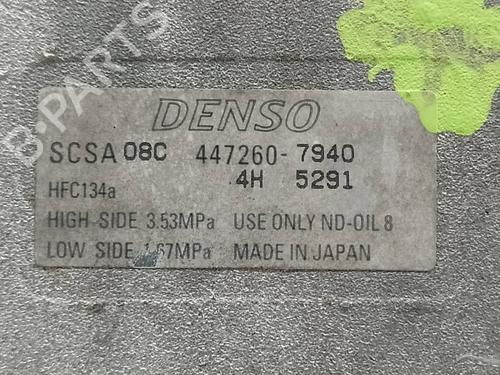 B-PARTS
DENSO
SCSA 08C 447260-7940
4H 5291
HFC134a
HIGH-SIDE 3.53MPa USE ONLY ND-OIL 8
LOW SIDE 1.67MPa MADE IN JAPAN